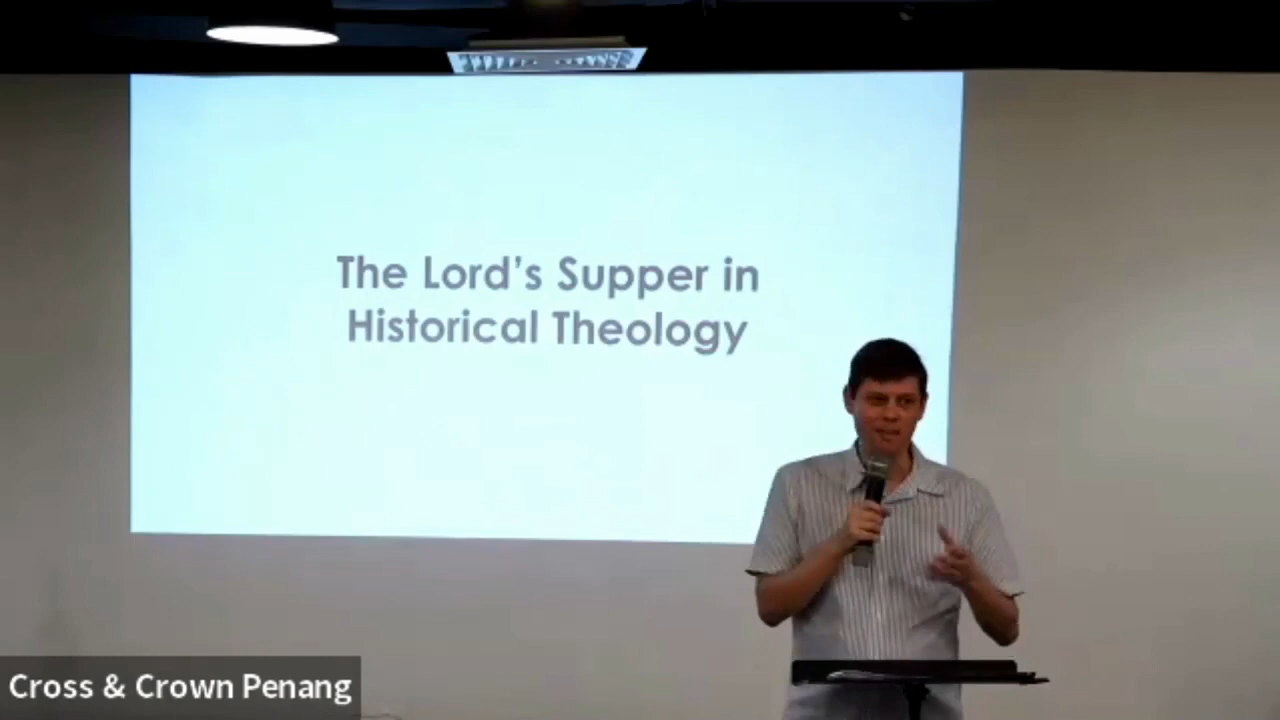 The Lord's Supper in
Historical Theology
Cross & Crown Penang